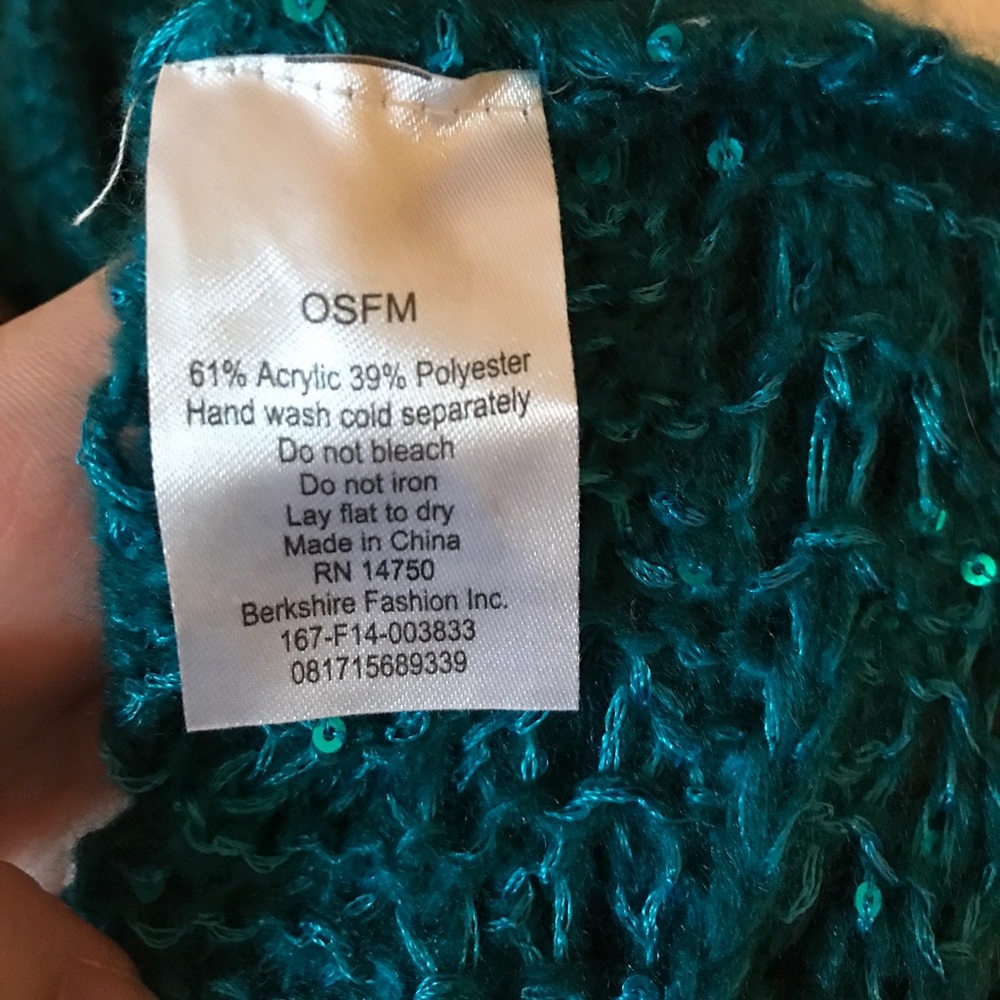 OSFM
61% Acrylic 39% Polyester
Hand wash cold separately
Do not bleach
Do not iron
Lay flat to dry
Made in China
RN 14750
Berkshire Fashion Inc.
167-F14-003833
081715689339